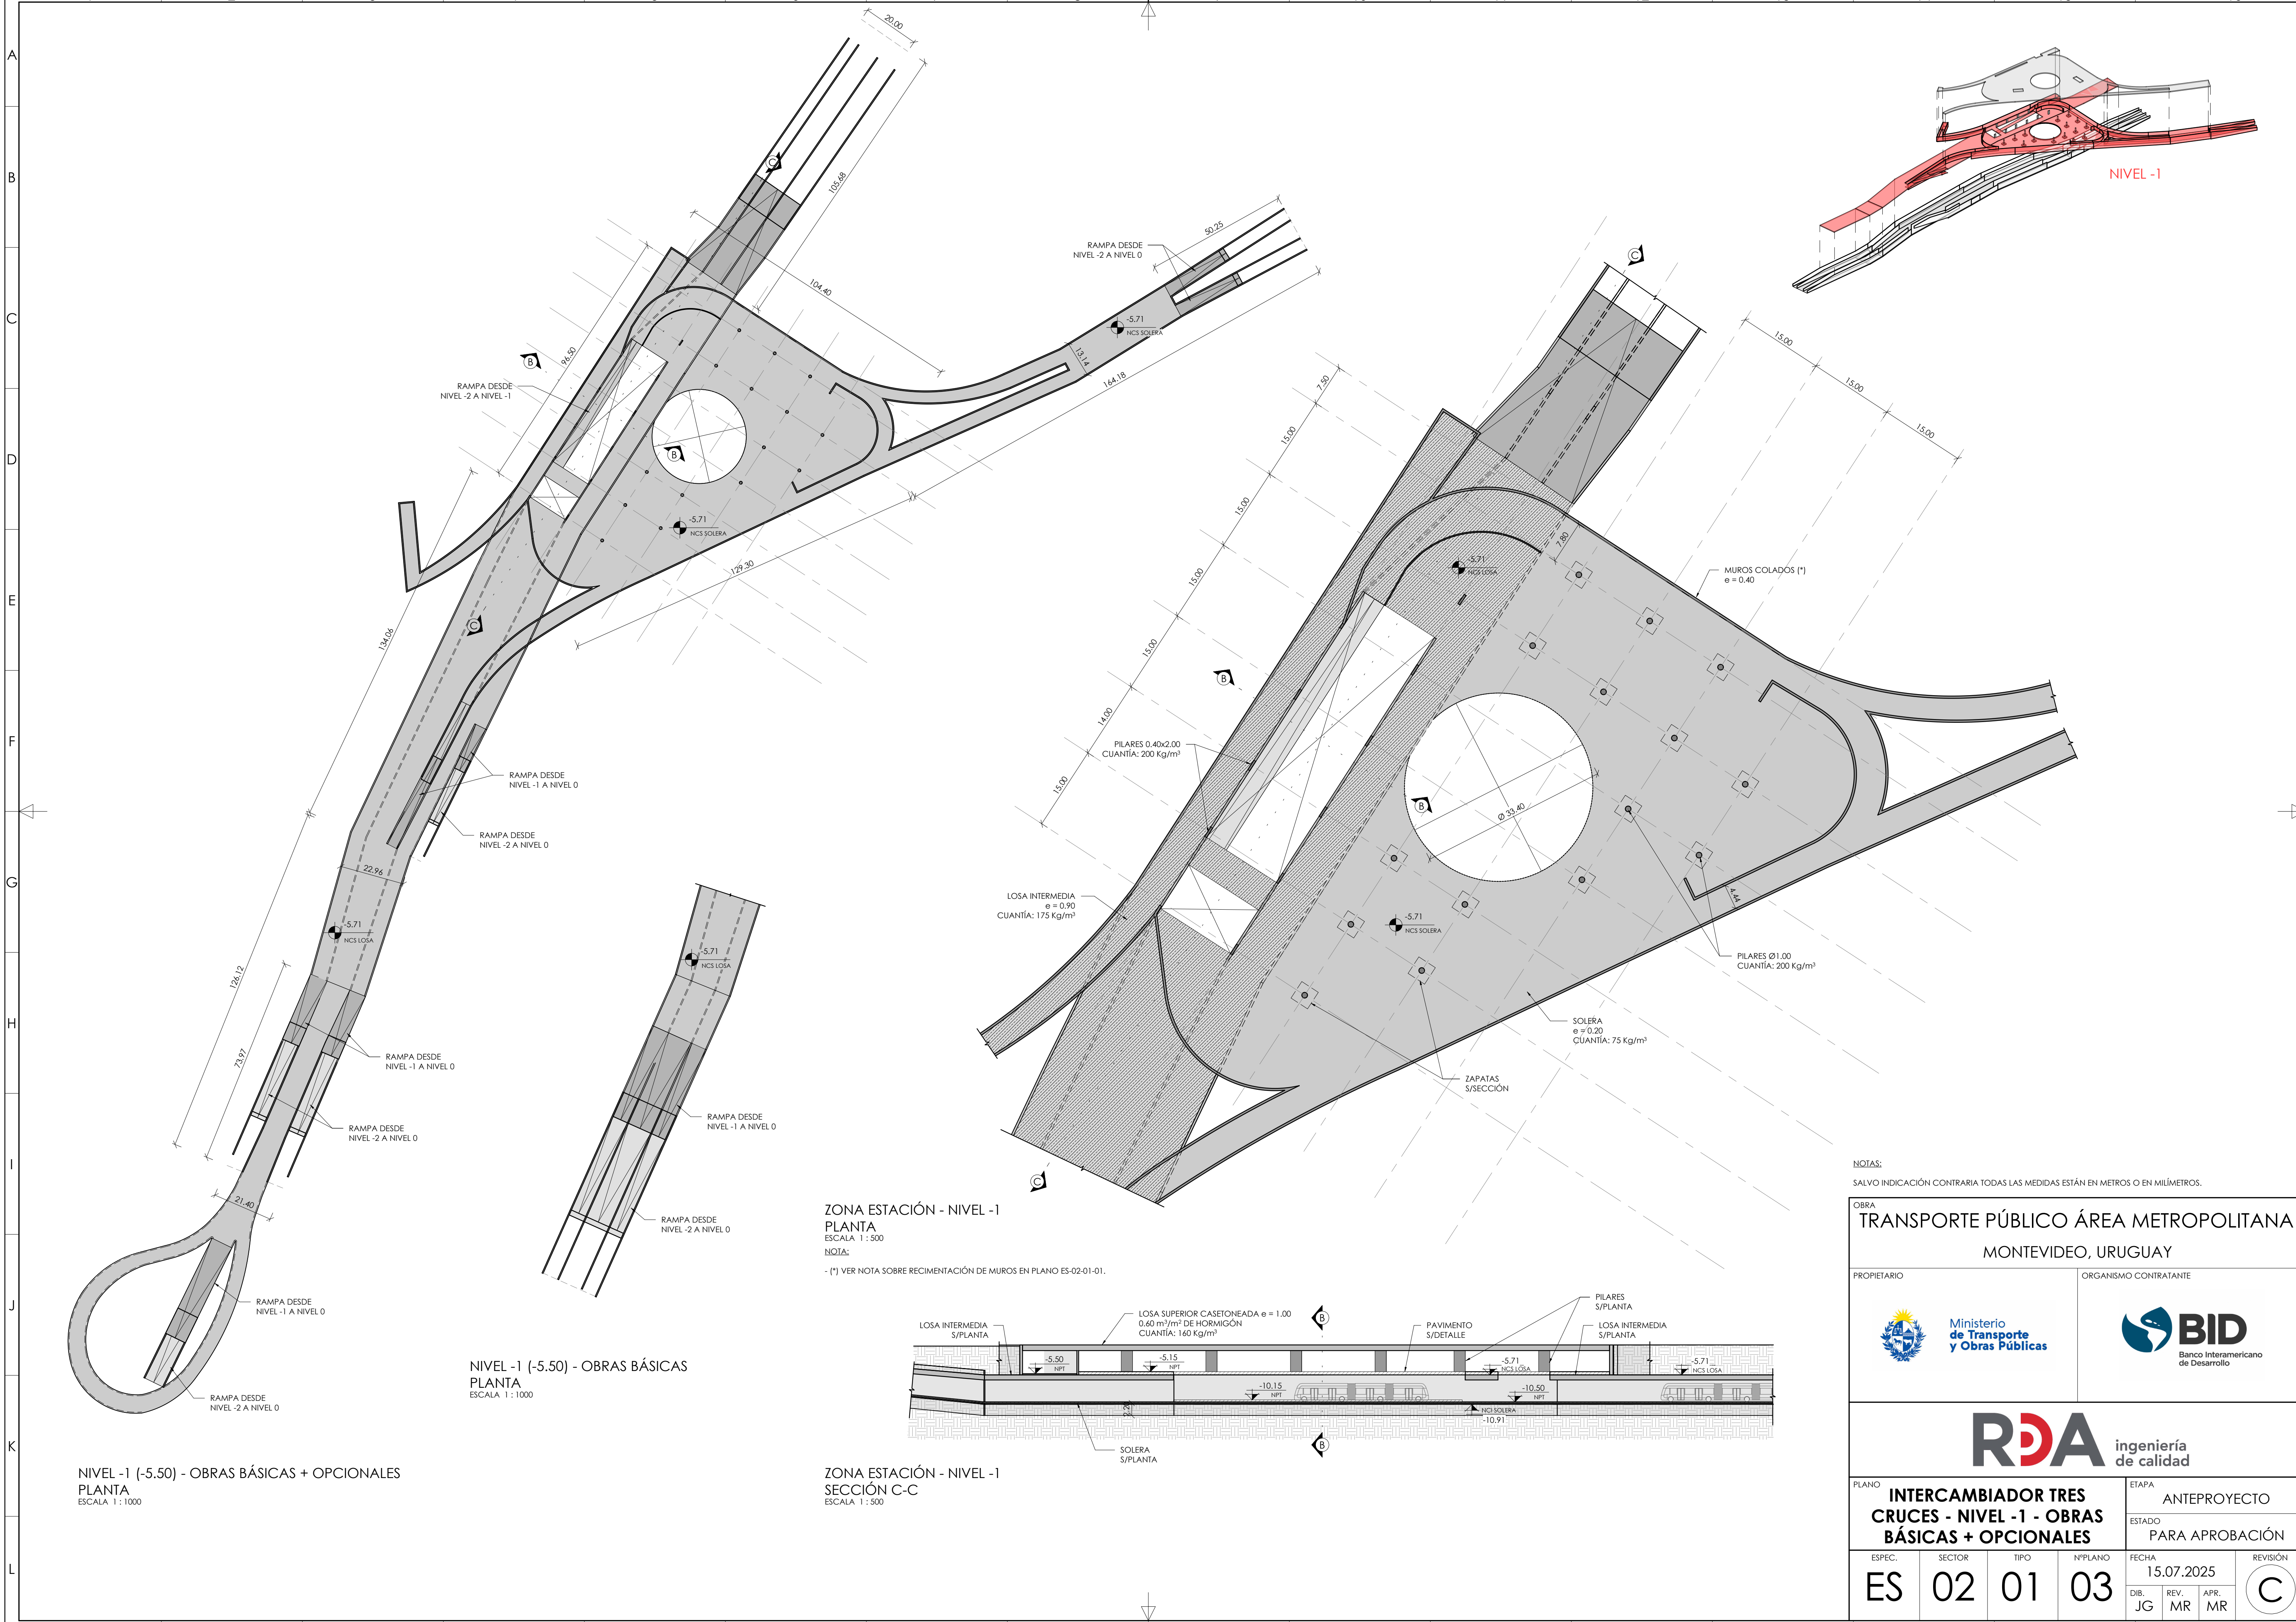 A
B
C
D
E
F
G
H
I
J
K
L
20.00
105.68
104.40
96.50
50.25
164.18
13.14
129.30
134.06
22.96
126.12
73.97
21.40
C
B
B
C
RAMPA DESDE
NIVEL -2 A NIVEL 0
-5.71
NCS SOLERA
RAMPA DESDE
NIVEL -2 A NIVEL -1
-5.71
NCS SOLERA
RAMPA DESDE
NIVEL -1 A NIVEL 0
RAMPA DESDE
NIVEL -2 A NIVEL 0
-5.71
NCS LOSA
RAMPA DESDE
NIVEL -1 A NIVEL 0
RAMPA DESDE
NIVEL -2 A NIVEL 0
RAMPA DESDE
NIVEL -1 A NIVEL 0
RAMPA DESDE
NIVEL -2 A NIVEL 0
NIVEL -1 (-5.50) - OBRAS BÁSICAS + OPCIONALES
PLANTA
ESCALA 1 : 1000
-5.71
NCS LOSA
RAMPA DESDE
NIVEL -1 A NIVEL 0
RAMPA DESDE
NIVEL -2 A NIVEL 0
NIVEL -1 (-5.50) - OBRAS BÁSICAS
PLANTA
ESCALA 1 : 1000
NIVEL -1
C
15.00
15.00
15.00
7.50
15.00
15.00
15.00
15.00
14.00
15.00
7.80
-5.71
NCS LOSA
MUROS COLADOS (*)
e = 0.40
B
PILARES 0.40x2.00
CUANTÍA: 200 Kg/m³
B
Ø 33.40
LOSA INTERMEDIA
e = 0.90
CUANTÍA: 175 Kg/m³
4.44
-5.71
NCS SOLERA
PILARES Ø1.00
CUANTÍA: 200 Kg/m³
SOLERA
e = 0.20
CUANTÍA: 75 Kg/m³
ZAPATAS
S/SECCIÓN
C
ZONA ESTACIÓN - NIVEL -1
PLANTA
ESCALA 1 : 500
NOTA:
- (*) VER NOTA SOBRE RECIMENTACIÓN DE MUROS EN PLANO ES-02-01-01.
LOSA INTERMEDIA
S/PLANTA
LOSA SUPERIOR CASETONEADA e = 1.00
0.60 m³/m² DE HORMIGÓN
CUANTÍA: 160 Kg/m³
B
PAVIMENTO
S/DETALLE
PILARES
S/PLANTA
LOSA INTERMEDIA
S/PLANTA
-5.50
NPT
-5.15
NPT
-5.71
NCS LOSA
-5.71
NCS LOSA
-10.15
NPT
-10.50
NPT
NCI SOLERA
-10.91
B
SOLERA
S/PLANTA
ZONA ESTACIÓN - NIVEL -1
SECCIÓN C-C
ESCALA 1 : 500
NOTAS:
SALVO INDICACIÓN CONTRARIA TODAS LAS MEDIDAS ESTÁN EN METROS O EN MILÍMETROS.
OBRA
TRANSPORTE PÚBLICO ÁREA METROPOLITANA
MONTEVIDEO, URUGUAY
PROPIETARIO
ORGANISMO CONTRATANTE
Ministerio
de Transporte
y Obras Públicas
BID
Banco Interamericano
de Desarrollo
RDA ingeniería
de calidad
PLANO
INTERCAMBIADOR TRES
CRUCES - NIVEL -1 - OBRAS
BÁSICAS + OPCIONALES
ETAPA
ANTEPROYECTO
ESTADO
PARA APROBACIÓN
ESPEC.
ES
SECTOR
02
TIPO
01
NºPLANO
03
FECHA
15.07.2025
DIB.
JG
REV.
MR
APR.
MR
REVISIÓN
C